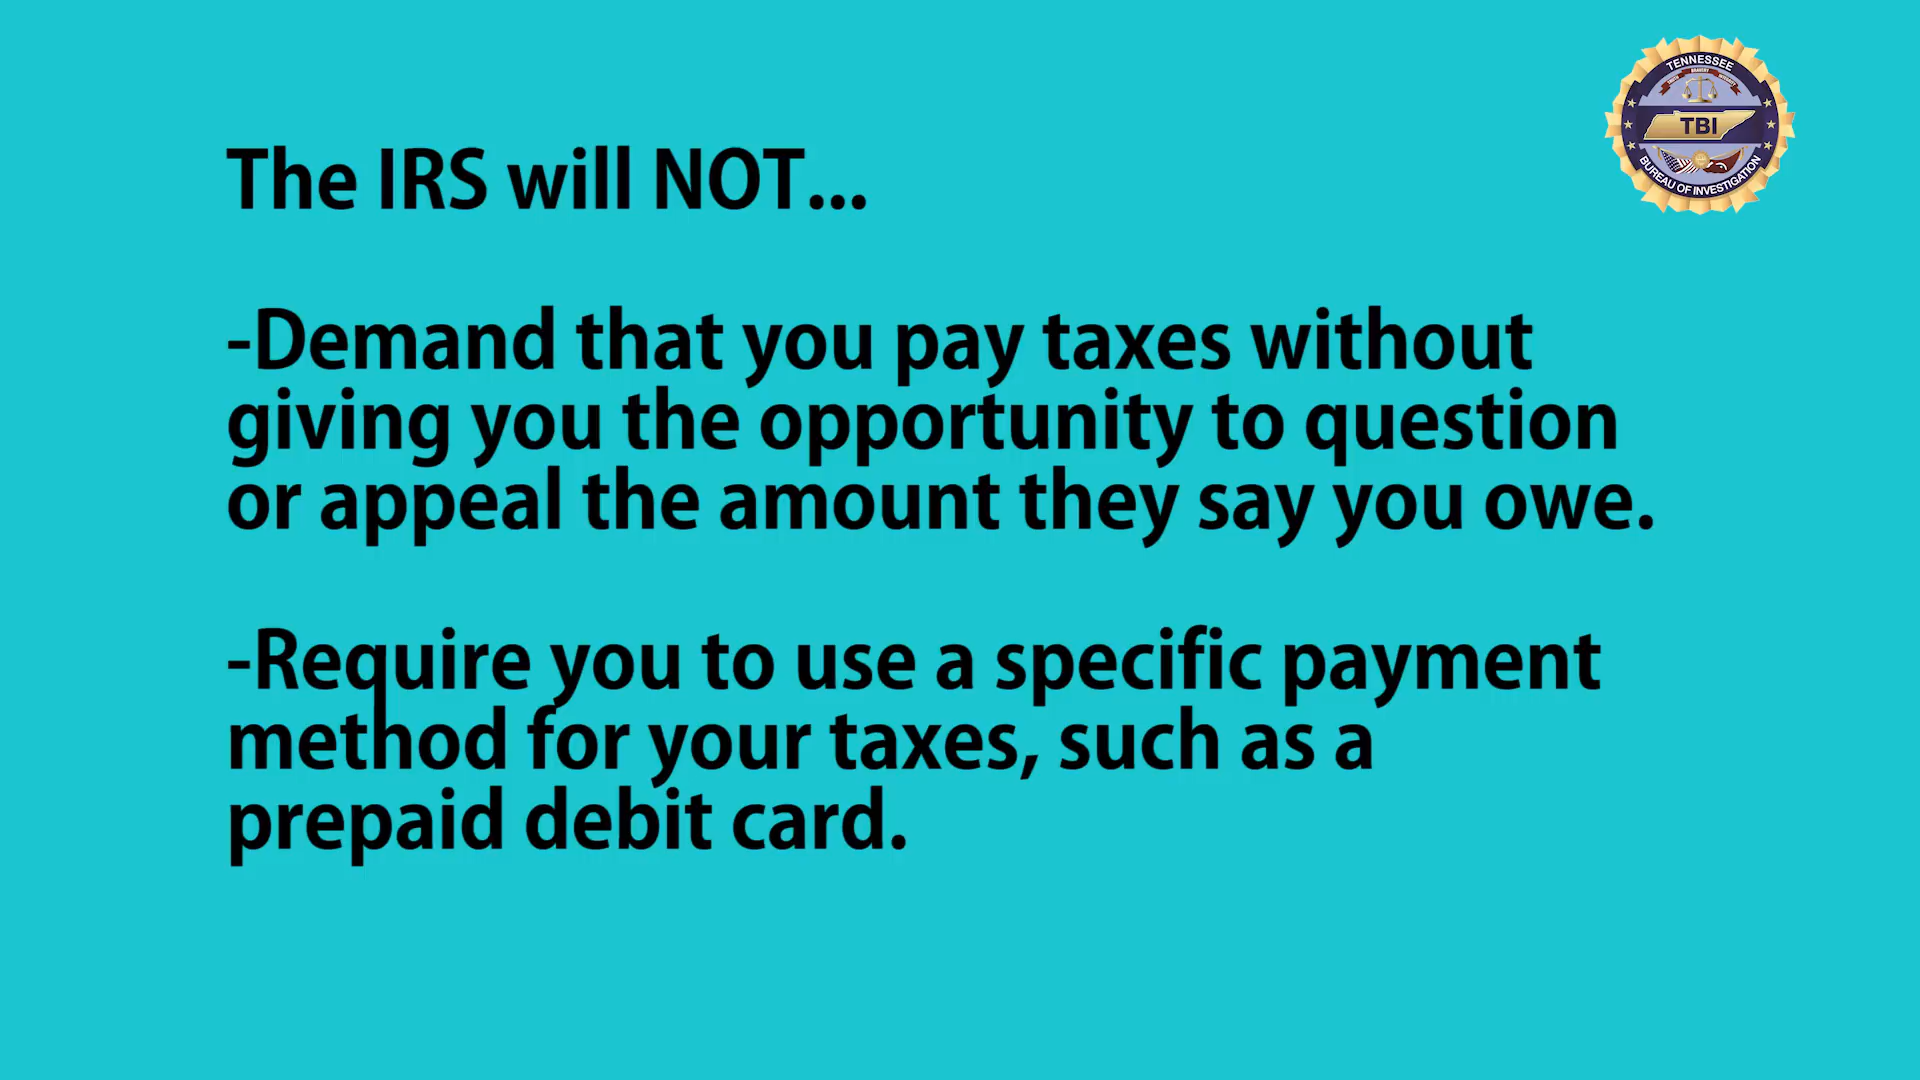 The IRS will NOT...
-Demand that you pay taxes without
giving you the opportunity to question
or appeal the amount they say you owe.
-Require you to use a specific payment
method for your taxes, such as a
prepaid debit card.
TENNESSEE
TBI
BUREAU OF INVESTIGATION